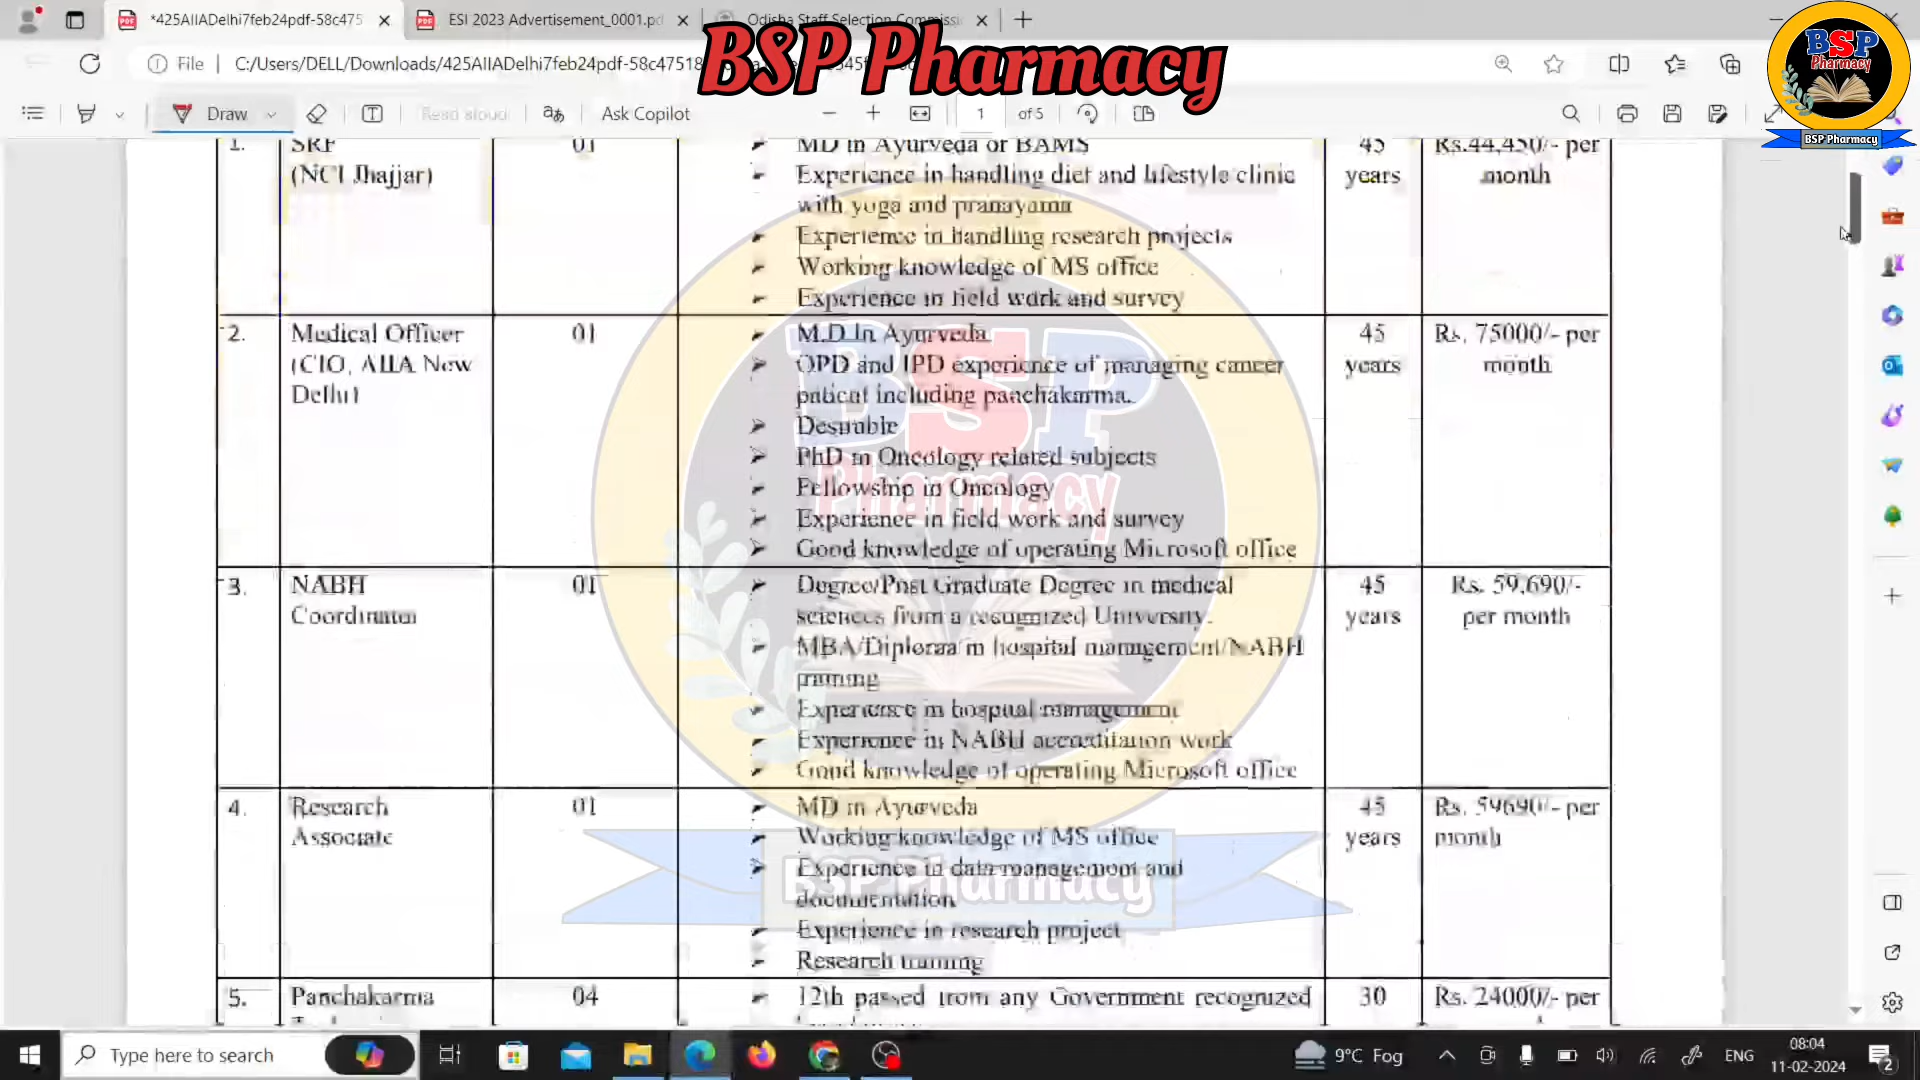 *425AIIADelhi7feb24pdf-58c475
ESI 2023 Advertisement_0001.pd
Odisha Staff Selection Commissi
BSP Pharmacy
File
C:/Users/DELL/Downloads/425AIIADelhi7feb24pdf-58c47518
Draw
Read aloud
Ask Copilot
1 of 5
BSP
Pharmacy
BSP Pharmacy
1. SRF 01 MD in Ayurveda or BAMS 45 Rs.44,450/- per
(NCI Jhajjar) Experience in handling diet and lifestyle clinic years month
with yoga and pranayama
Experience in handling research projects
Working knowledge of MS office
Experience in field work and survey
2. Medical Officer 01 M.D In Ayurveda 45 Rs. 75000/- per
(CIO, AIIA New OPD and IPD experience of managing cancer years month
Delhi) patient including panchakarma.
Desirable
PhD in Oncology related subjects
Fellowship in Oncology
Experience in field work and survey
Good knowledge of operating Microsoft office
3. NABH 01 Degree/Post Graduate Degree in medical 45 Rs. 59,690/-
Coordinator sciences from a recognized University. years per month
MBA/Diploma in hospital management/NABH
training
Experience in hospital management
Experience in NABH accreditation work
Good knowledge of operating Microsoft office
4. Research 01 MD in Ayurveda 45 Rs. 59690/- per
Associate Working knowledge of MS office years month
Experience in data management and
documentation
Experience in research project
Research training
5. Panchakarma 04 12th passed from any Government recognized 30 Rs. 24000/- per
BSP
Pharmacy
BSP Pharmacy
Type here to search
9°C Fog
ENG
08:04
11-02-2024
2